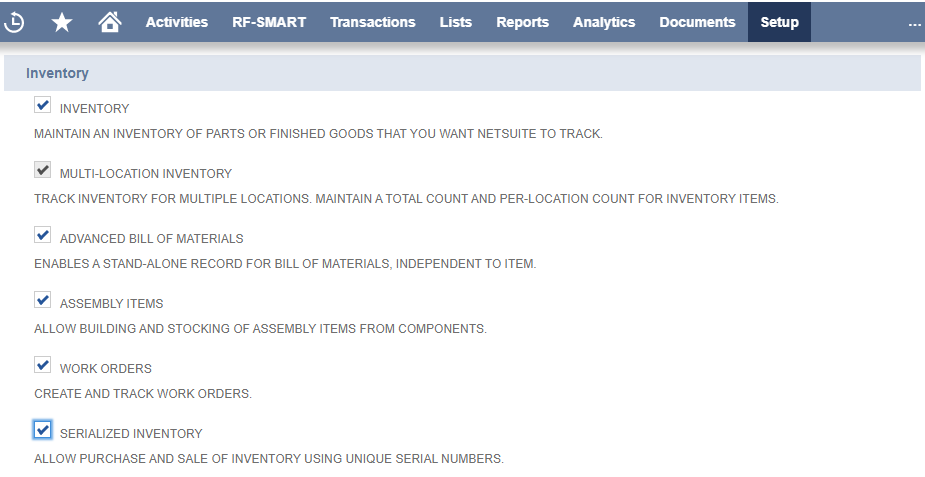 Activities RF-SMART Transactions Lists Reports Analytics Documents Setup ...
Inventory
INVENTORY
MAINTAIN AN INVENTORY OF PARTS OR FINISHED GOODS THAT YOU WANT NETSUITE TO TRACK.
MULTI-LOCATION INVENTORY
TRACK INVENTORY FOR MULTIPLE LOCATIONS. MAINTAIN A TOTAL COUNT AND PER-LOCATION COUNT FOR INVENTORY ITEMS.
ADVANCED BILL OF MATERIALS
ENABLES A STAND-ALONE RECORD FOR BILL OF MATERIALS, INDEPENDENT TO ITEM.
ASSEMBLY ITEMS
ALLOW BUILDING AND STOCKING OF ASSEMBLY ITEMS FROM COMPONENTS.
WORK ORDERS
CREATE AND TRACK WORK ORDERS.
SERIALIZED INVENTORY
ALLOW PURCHASE AND SALE OF INVENTORY USING UNIQUE SERIAL NUMBERS.